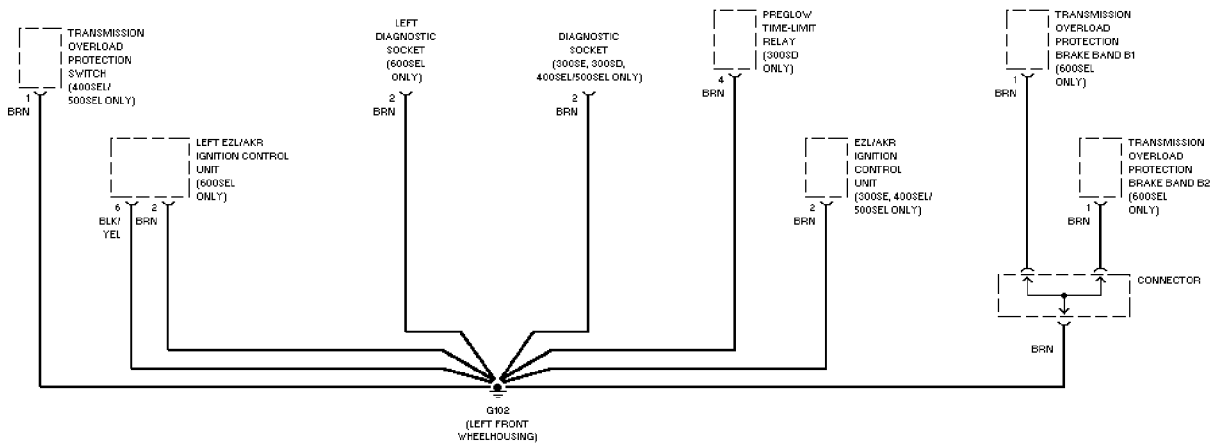 TRANSMISSION
OVERLOAD
PROTECTION
SWITCH
(400SEL/
500SEL ONLY)
1
BRN
LEFT EZL/AKR
IGNITION CONTROL
UNIT
(600SEL
ONLY)
6
2
BLK/
YEL
BRN
LEFT
DIAGNOSTIC
SOCKET
(600SEL
ONLY)
2
BRN
DIAGNOSTIC
SOCKET
(300SE, 300SD,
400SEL/500SEL ONLY)
2
BRN
PREGLOW
TIME-LIMIT
RELAY
(300SD
ONLY)
4
BRN
EZL/AKR
IGNITION
CONTROL
UNIT
(300SE, 400SEL/
500SEL ONLY)
2
BRN
TRANSMISSION
OVERLOAD
PROTECTION
BRAKE BAND B1
(600SEL
ONLY)
1
BRN
TRANSMISSION
OVERLOAD
PROTECTION
BRAKE BAND B2
(600SEL
ONLY)
1
BRN
CONNECTOR
BRN
G102
(LEFT FRONT
WHEELHOUSING)